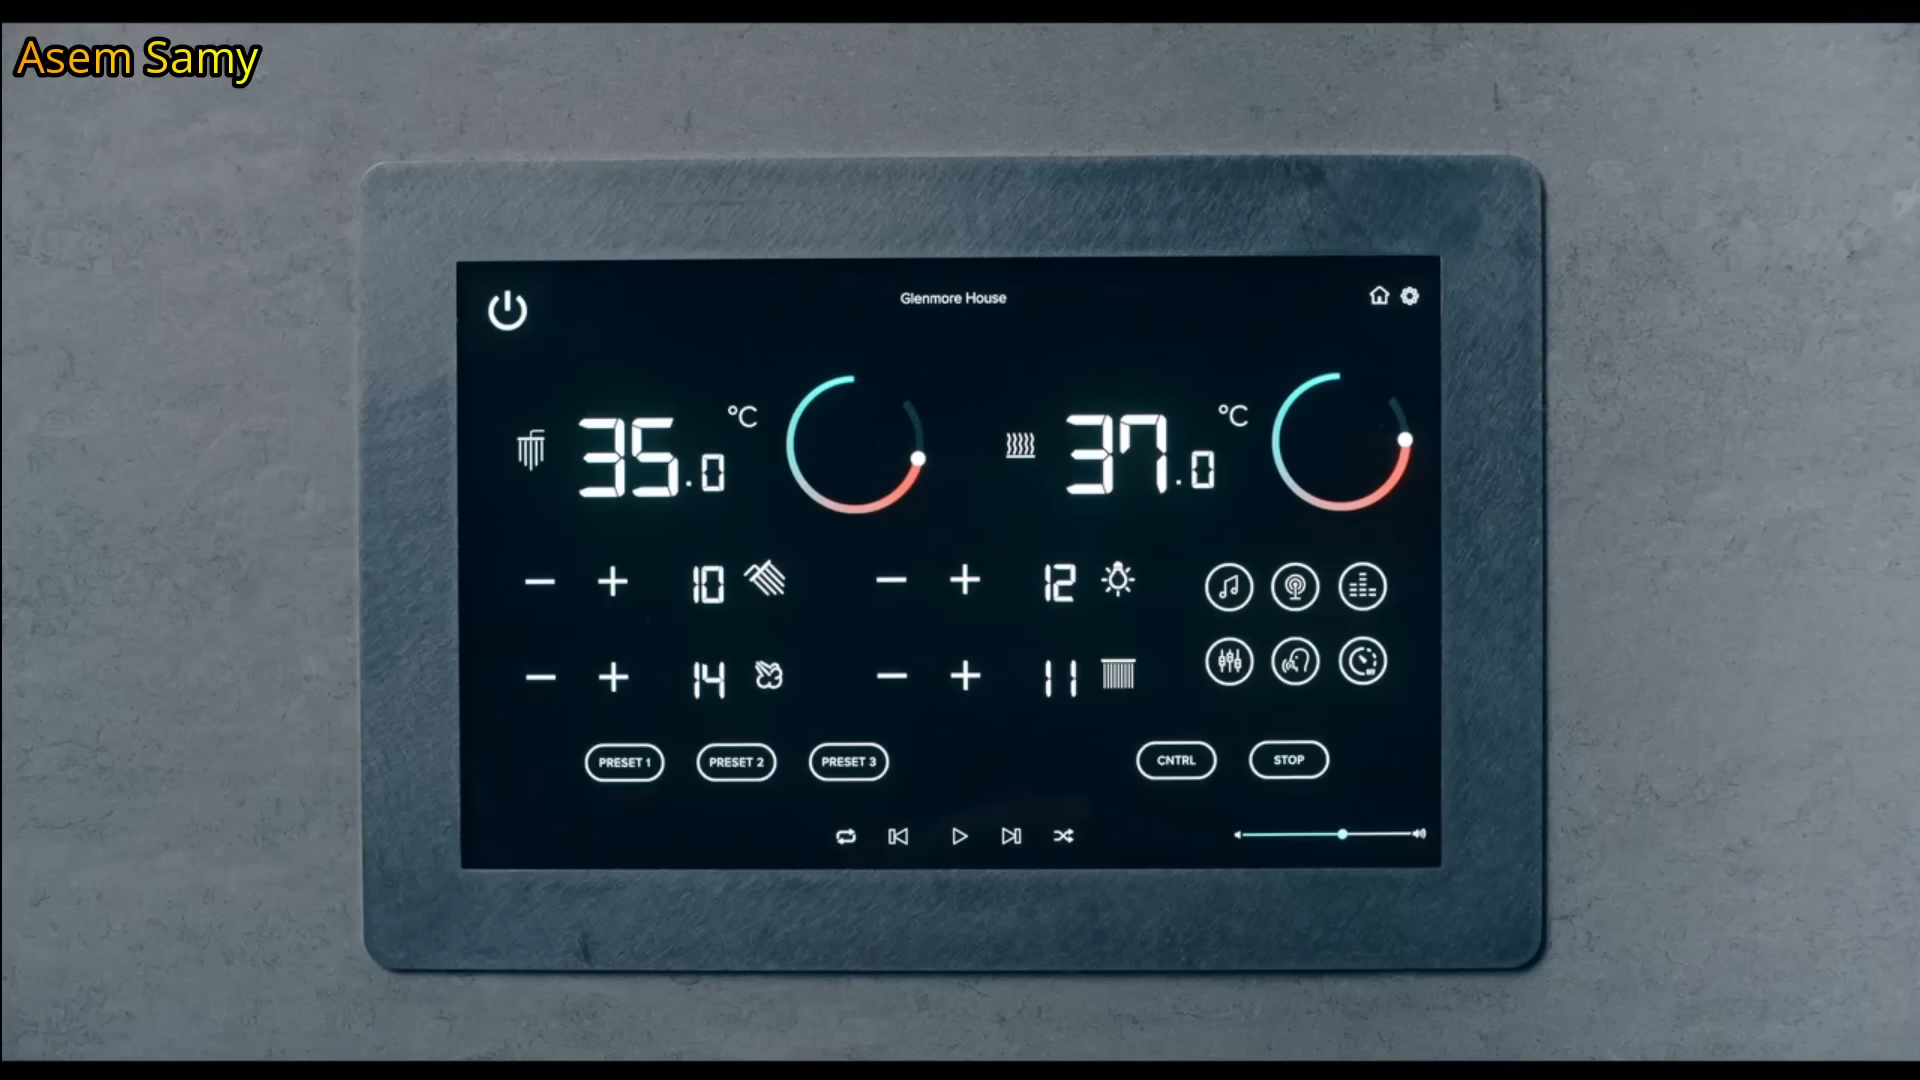 Asem Samy
Glenmore House
35.0 °C
37.0 °C
10
12
14
11
PRESET 1
PRESET 2
PRESET 3
CNTRL
STOP